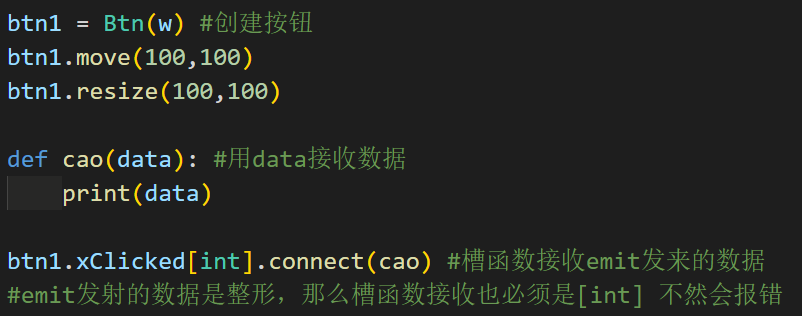 btn1 = Btn(w) #创建按钮
btn1.move(100,100)
btn1.resize(100,100)
def cao(data): #用data接收数据
    print(data)
btn1.xClicked[int].connect(cao) #槽函数接收emit发来的数据
#emit发射的数据是整形，那么槽函数接收也必须是[int] 不然会报错